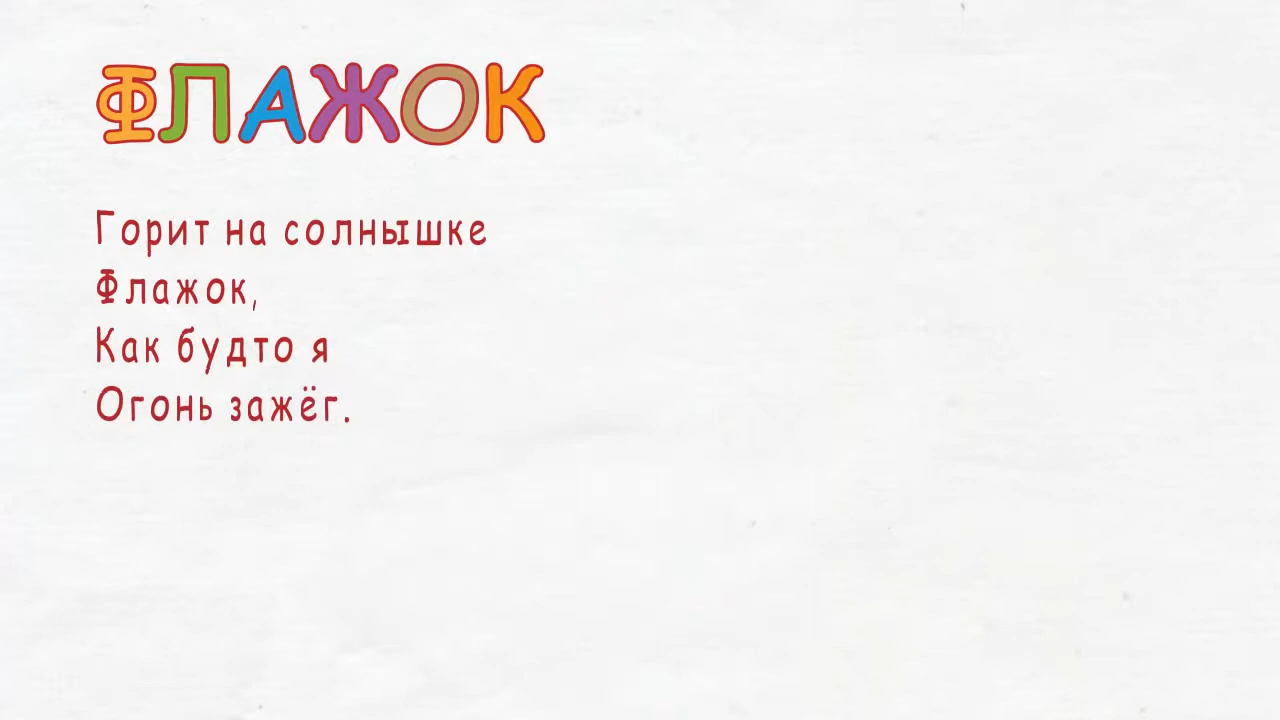 ФЛАЖОК
Горит на солнышке
Флажок,
Как будто я
Огонь зажёг.